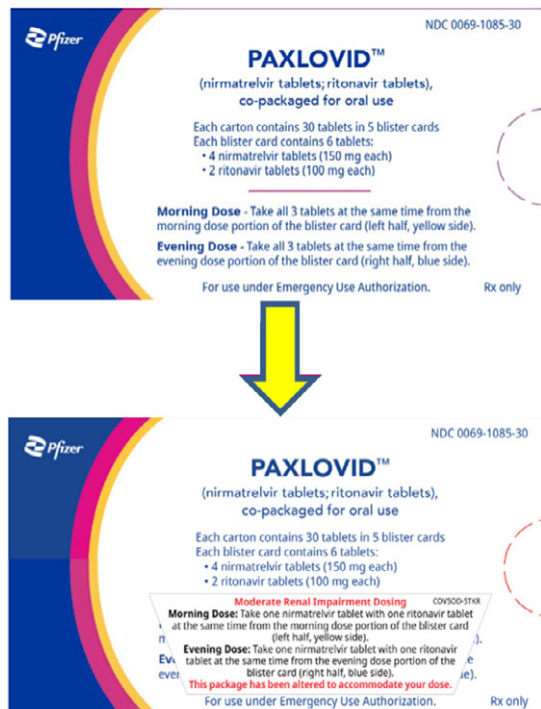 NDC 0069-1085-30
Pfizer
PAXLOVID™
(nirmatrelvir tablets; ritonavir tablets),
co-packaged for oral use
Each carton contains 30 tablets in 5 blister cards
Each blister card contains 6 tablets:
• 4 nirmatrelvir tablets (150 mg each)
• 2 ritonavir tablets (100 mg each)
Morning Dose - Take all 3 tablets at the same time from the
morning dose portion of the blister card (left half, yellow side).
Evening Dose - Take all 3 tablets at the same time from the
evening dose portion of the blister card (right half, blue side).
For use under Emergency Use Authorization. Rx only
NDC 0069-1085-30
Pfizer
PAXLOVID™
(nirmatrelvir tablets; ritonavir tablets),
co-packaged for oral use
Each carton contains 30 tablets in 5 blister cards
Each blister card contains 6 tablets:
• 4 nirmatrelvir tablets (150 mg each)
• 2 ritonavir tablets (100 mg each)
Moderate Renal Impairment Dosing COVSOD-STKR
Morning Dose: Take one nirmatrelvir tablet with one ritonavir tablet
at the same time from the morning dose portion of the blister card
(left half, yellow side).
Evening Dose: Take one nirmatrelvir tablet with one ritonavir
tablet at the same time from the evening dose portion of the
blister card (right half, blue side).
This package has been altered to accommodate your dose.
For use under Emergency Use Authorization. Rx only